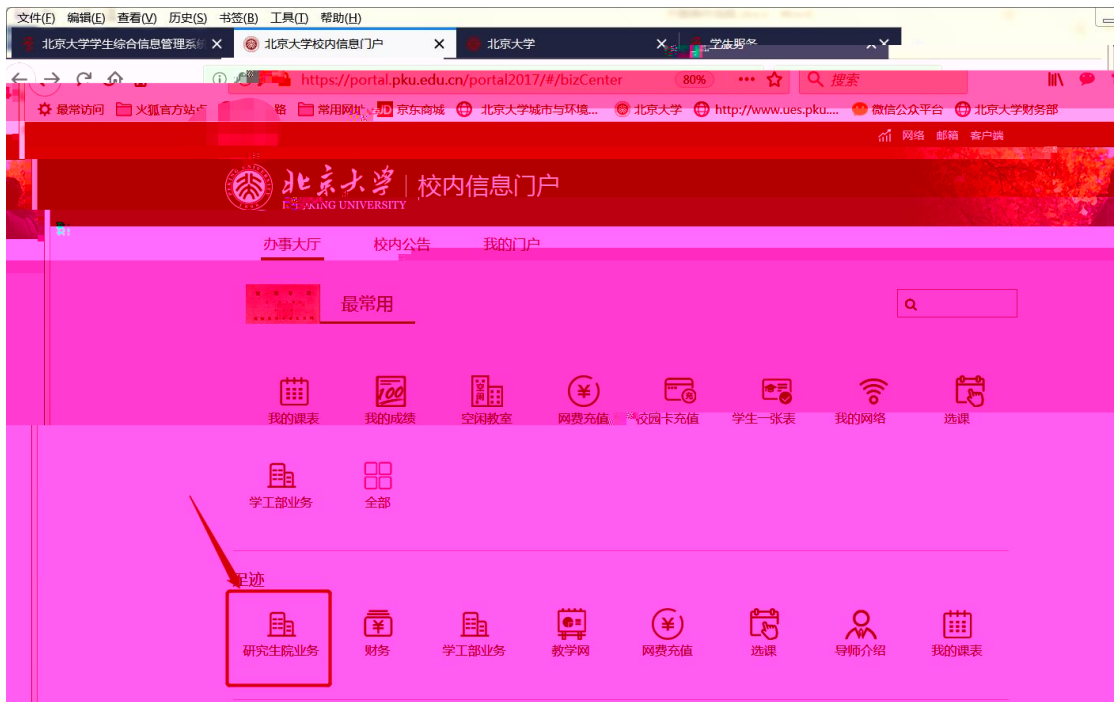 文件(F) 编辑(E) 查看(V) 历史(S) 书签(B) 工具(T) 帮助(H)
北京大学学生综合信息管理系统 北京大学校内信息门户 北京大学
https://portal.pku.edu.cn/portal2017/#/bizCenter 80% 搜索
最常访问 火狐官方站点 常用网址 JD 京东商城 北京大学城市与环境... 北京大学 http://www.ues.pku.... 微信公众平台 北京大学财务部
网络 邮箱 客户端
北京大学 校内信息门户
PEKING UNIVERSITY
办事大厅 校内公告 我的门户
最常用
我的课表 我的成绩 空闲教室 网费充值 校园卡充值 学生一张表 我的网络 选课
学工部业务 全部
足迹
研究生院业务 财务 学工部业务 教学网 网费充值 选课 导师介绍 我的课表